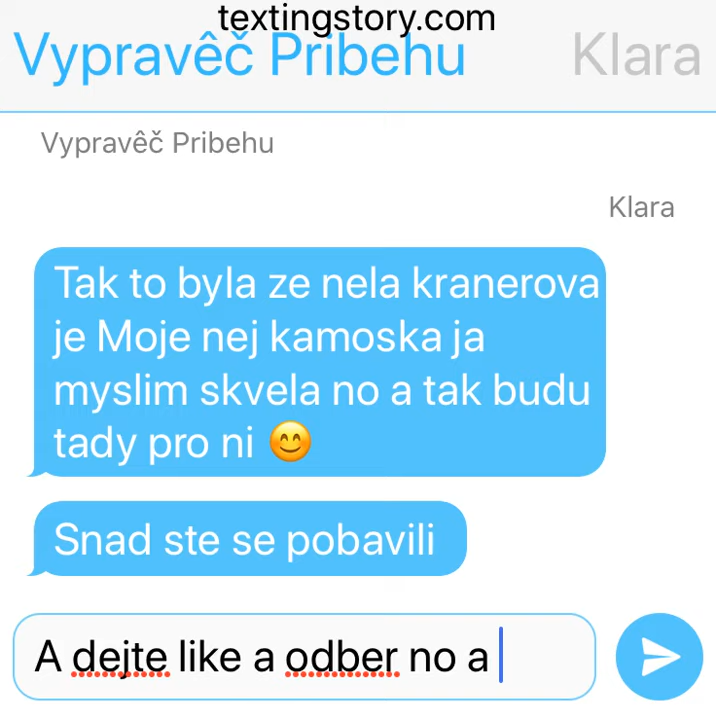 textingstory.com
Vypravêč Pribehu Klara
Vypravêč Pribehu
Klara
Tak to byla ze nela kranerova
je Moje nej kamoska ja
myslim skvela no a tak budu
tady pro ni 😊
Snad ste se pobavili
A dejte like a odber no a